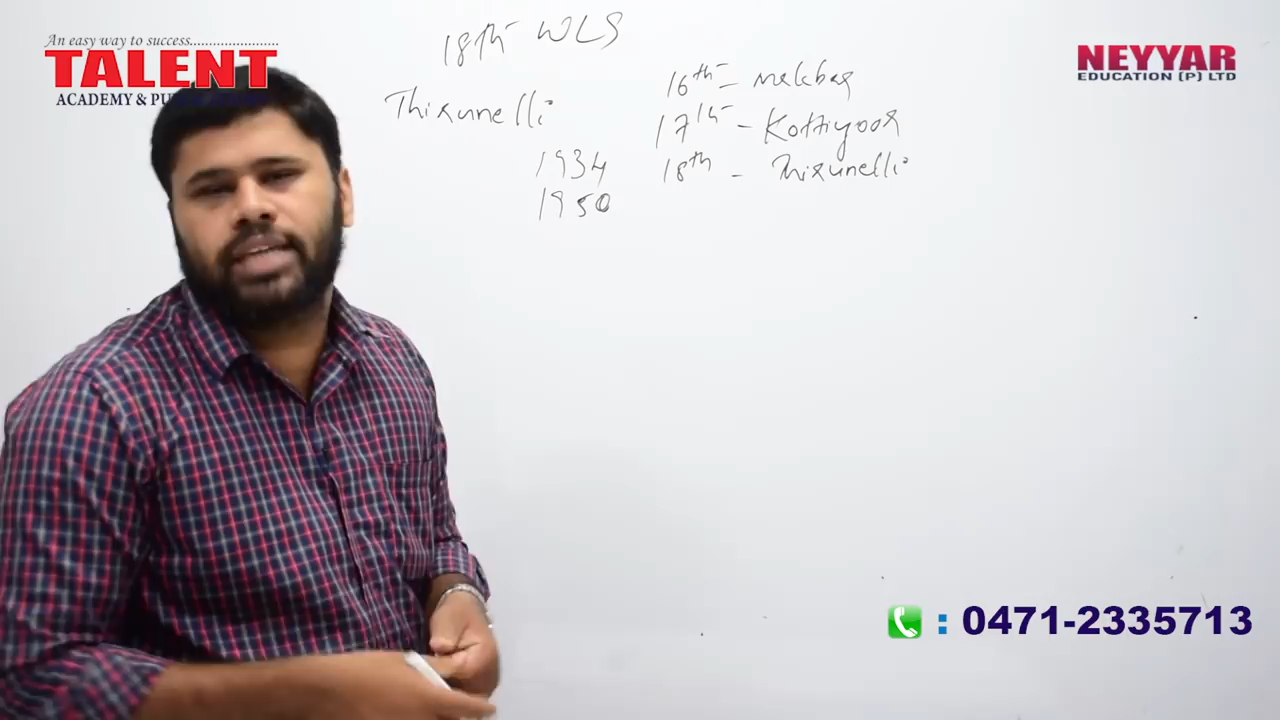 An easy way to success............................
TALENT
ACADEMY & PU
NEYYAR
EDUCATION (P) LTD
18th WLS
Thirunelli
1934
1950
16th - malabar
17th - Kottiyoor
18th - Thirunelli
: 0471-2335713